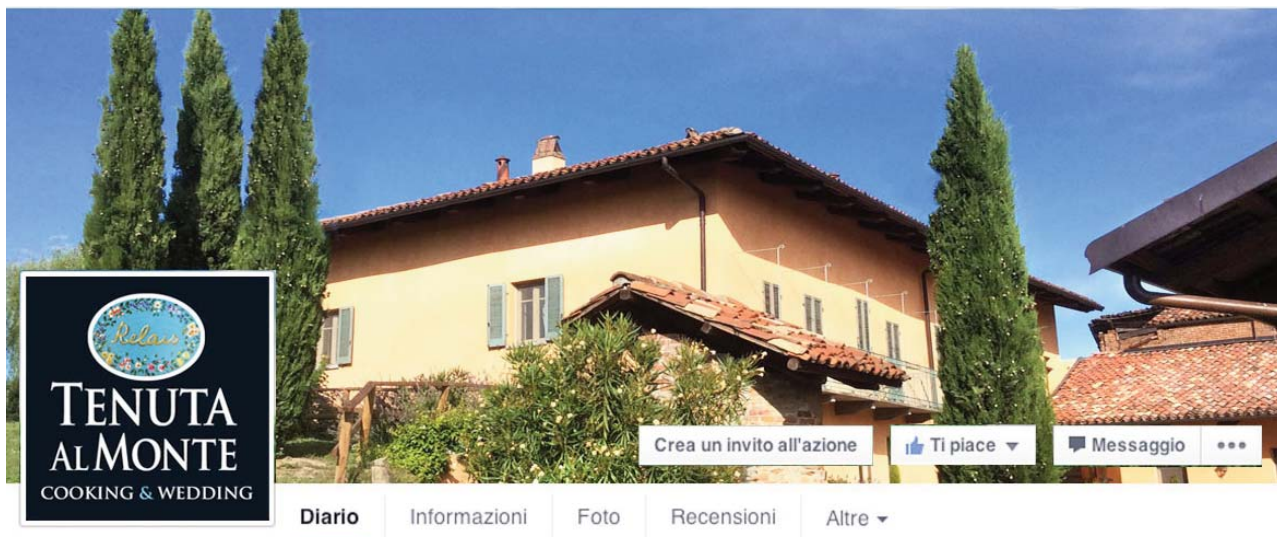 Relais
TENUTA
AL MONTE
COOKING & WEDDING
Crea un invito all'azione
Ti piace
Messaggio
Diario
Informazioni
Foto
Recensioni
Altre